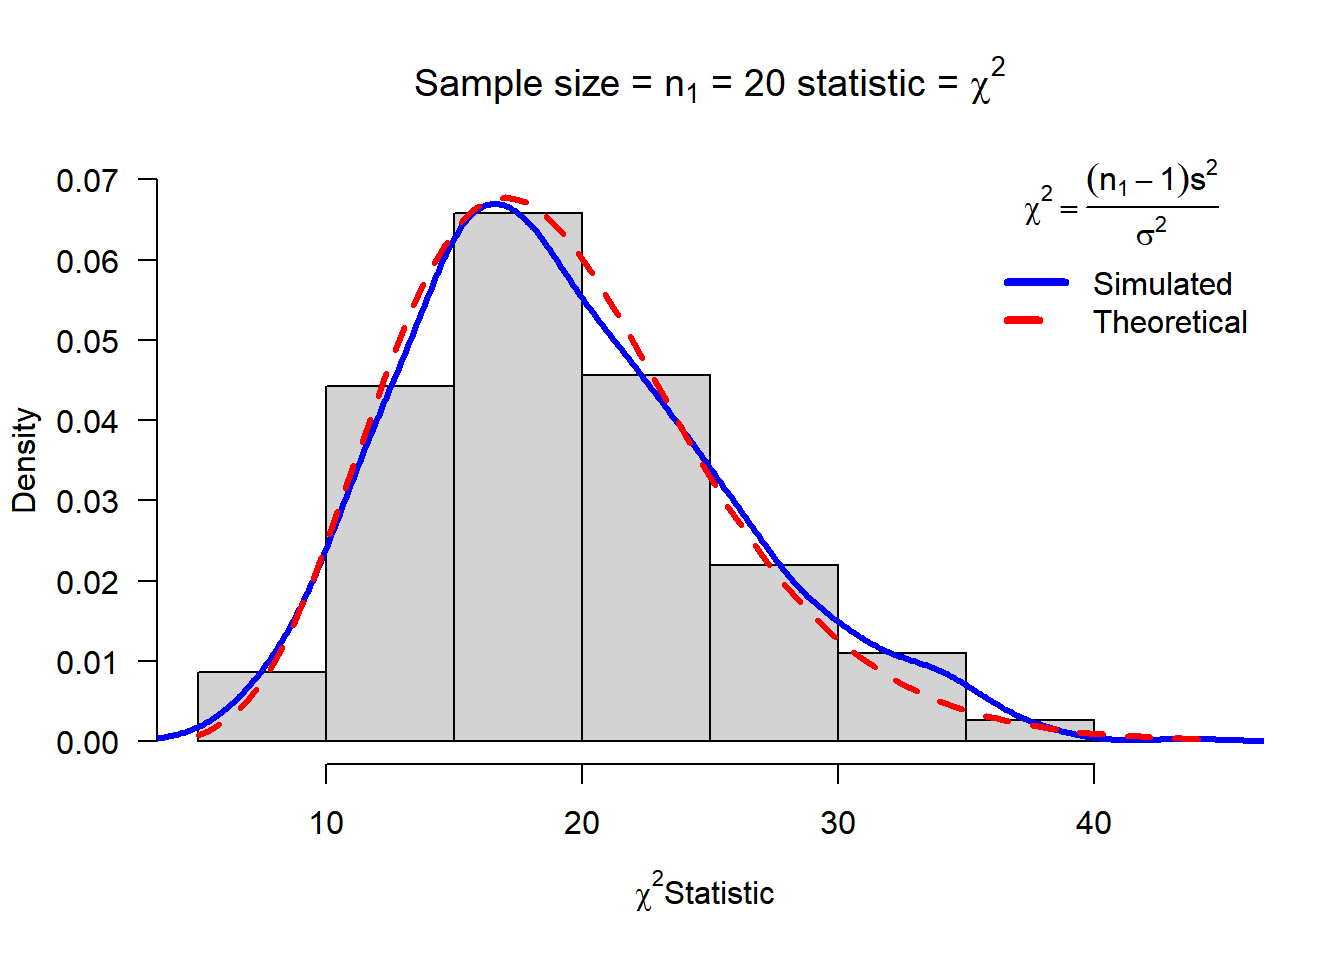 Sample size = n₁ = 20 statistic = χ²
χ² = (n₁ − 1)s² / σ²
Simulated
Theoretical
Density
0.07
0.06
0.05
0.04
0.03
0.02
0.01
0.00
10 20 30 40
χ²Statistic